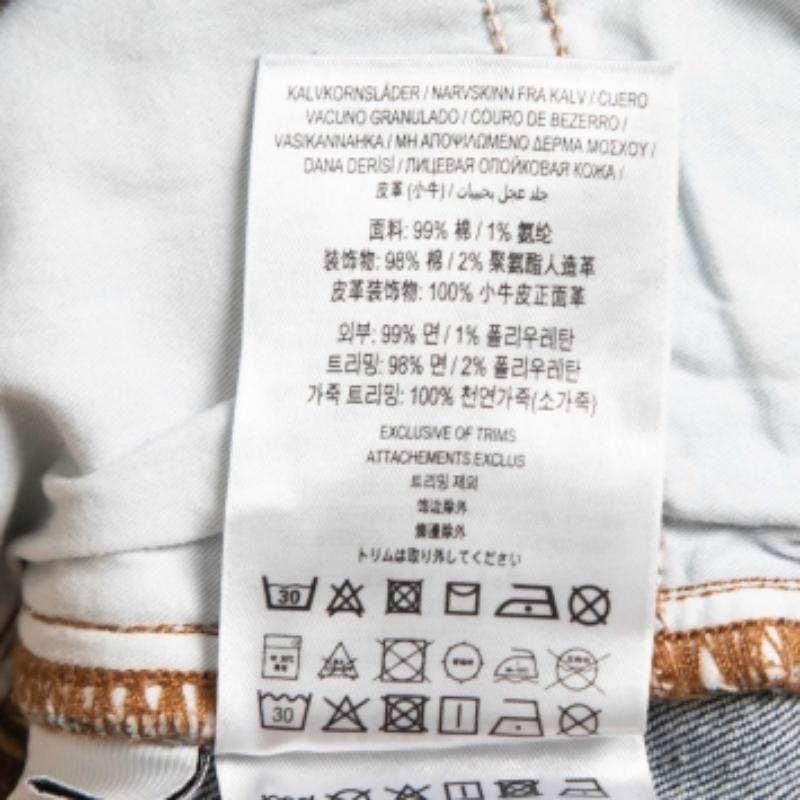 KALVKORNSLÄDER / NARVSKINN FRA KALV / CUERO
VACUNO GRANULADO / COURO DE BEZERRO /
VASIKANNAHKA / ΜΗ ΑΠΟΨΙΛΩΜΕΝΟ ΔΕΡΜΑ ΜΟΣΧΟΥ /
DANA DERİSİ / ЛИЦЕВАЯ ОПОЙКОВАЯ КОЖА /
皮革 (小牛) / جلد عجل بحبيبات
面料: 99% 棉 / 1% 氨纶
装饰物: 98% 棉 / 2% 聚氨酯人造革
皮革装饰物: 100% 小牛皮正面革
외부: 99% 면 / 1% 폴리우레탄
트리밍: 98% 면 / 2% 폴리우레탄
가죽 트리밍: 100% 천연가죽(소가죽)
EXCLUSIVE OF TRIMS
ATTACHEMENTS EXCLUS
트리밍 제외
饰边除外
トリムは取り外してください
30
30